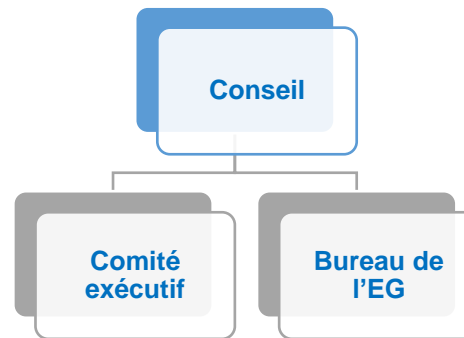 Conseil
Comité
exécutif
Bureau de
l’EG